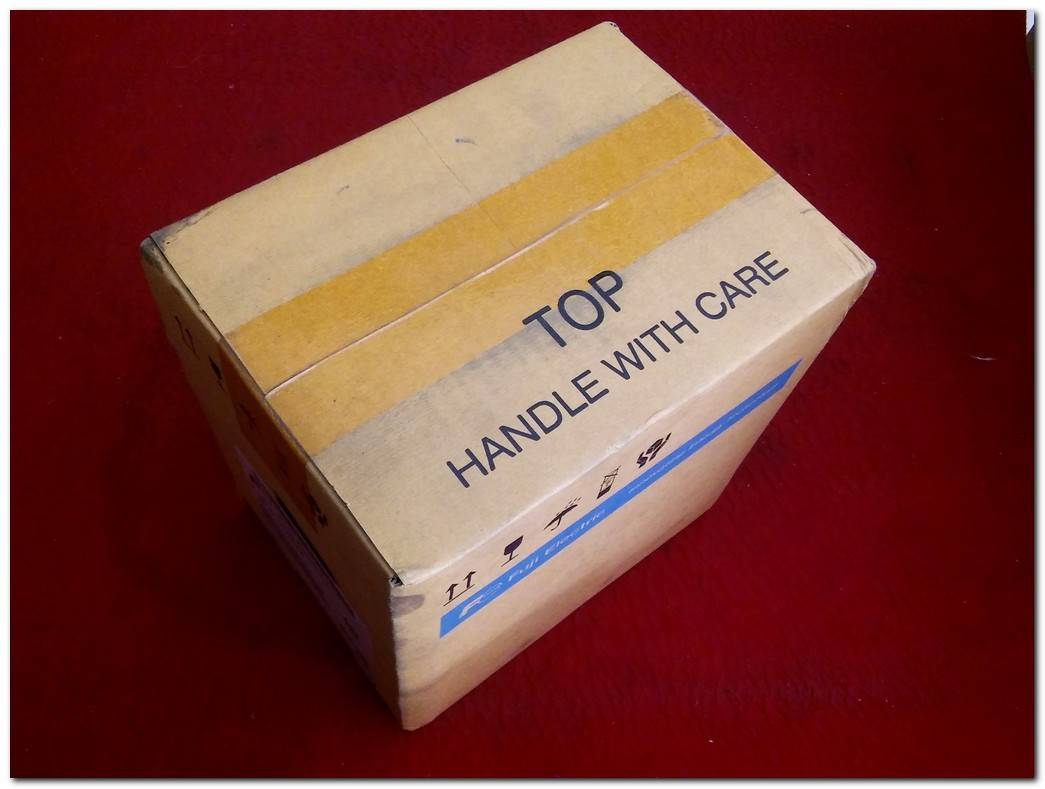 TOP
HANDLE WITH CARE
Fuji Electric